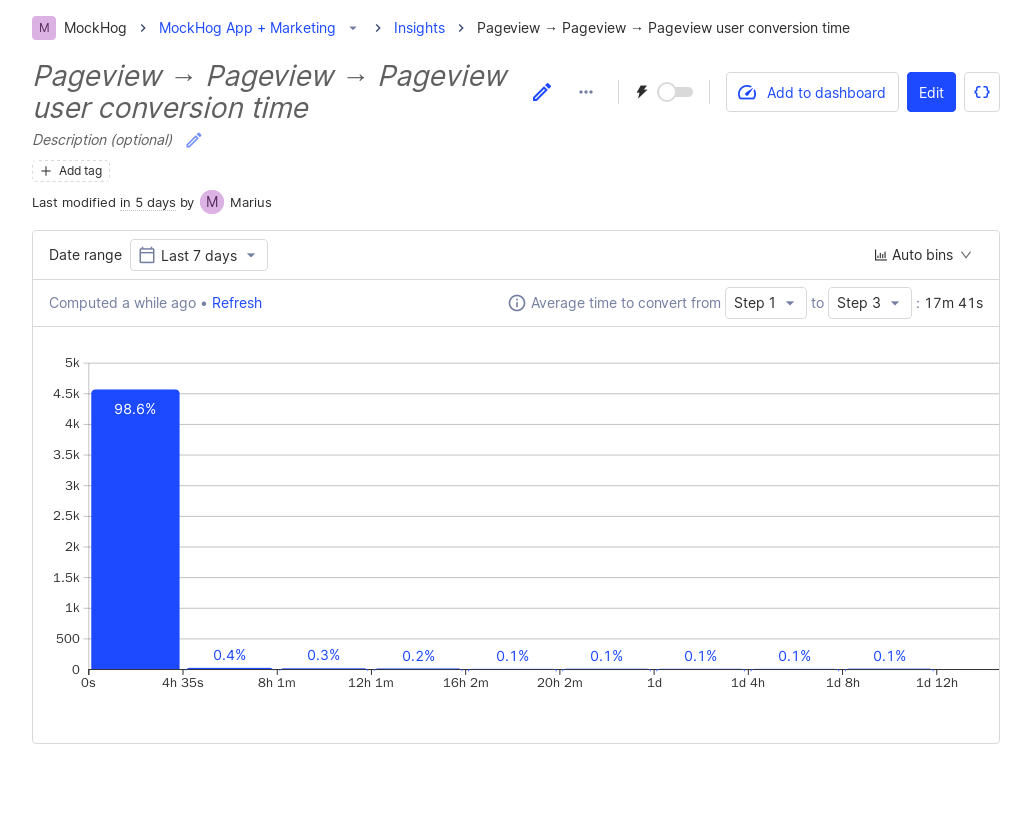 M MockHog > MockHog App + Marketing > Insights > Pageview → Pageview → Pageview user conversion time
Pageview → Pageview → Pageview
user conversion time
Add to dashboard
Edit
Description (optional)
Add tag
Last modified in 5 days by M Marius
Date range Last 7 days Auto bins
Computed a while ago • Refresh Average time to convert from Step 1 to Step 3 : 17m 41s
5k
4.5k
98.6%
4k
3.5k
3k
2.5k
2k
1.5k
1k
500
0.4% 0.3% 0.2% 0.1% 0.1% 0.1% 0.1% 0.1%
0
0s 4h 35s 8h 1m 12h 1m 16h 2m 20h 2m 1d 1d 4h 1d 8h 1d 12h